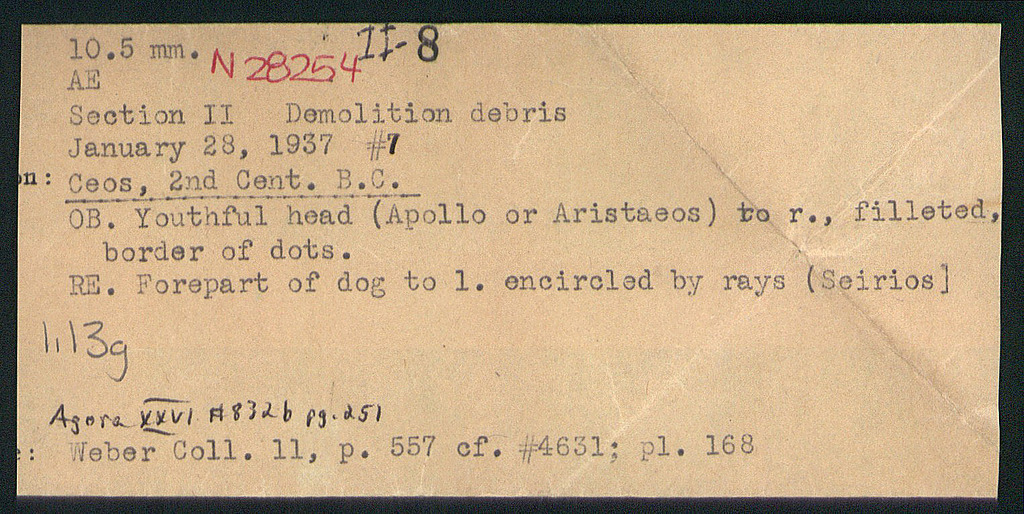 10.5 mm. N 28254 II-8
AE
Section II Demolition debris
January 28, 1937 #7
n: Ceos, 2nd Cent. B.C.
OB. Youthful head (Apollo or Aristaeos) to r., filleted,
border of dots.
RE. Forepart of dog to l. encircled by rays (Seirios]
1.13g
Agora XXVI #832b pg. 251
: Weber Coll. 11, p. 557 cf. #4631; pl. 168